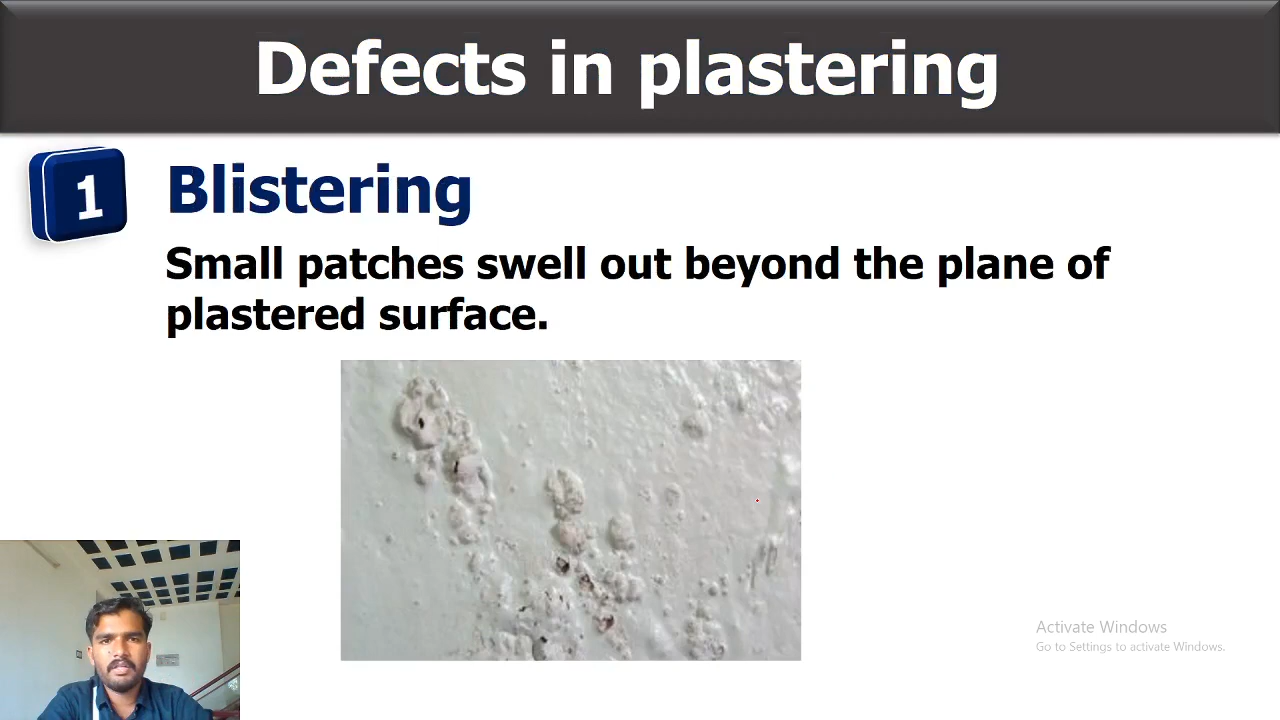 Defects in plastering
1
Blistering
Small patches swell out beyond the plane of
plastered surface.
Activate Windows
Go to Settings to activate Windows.